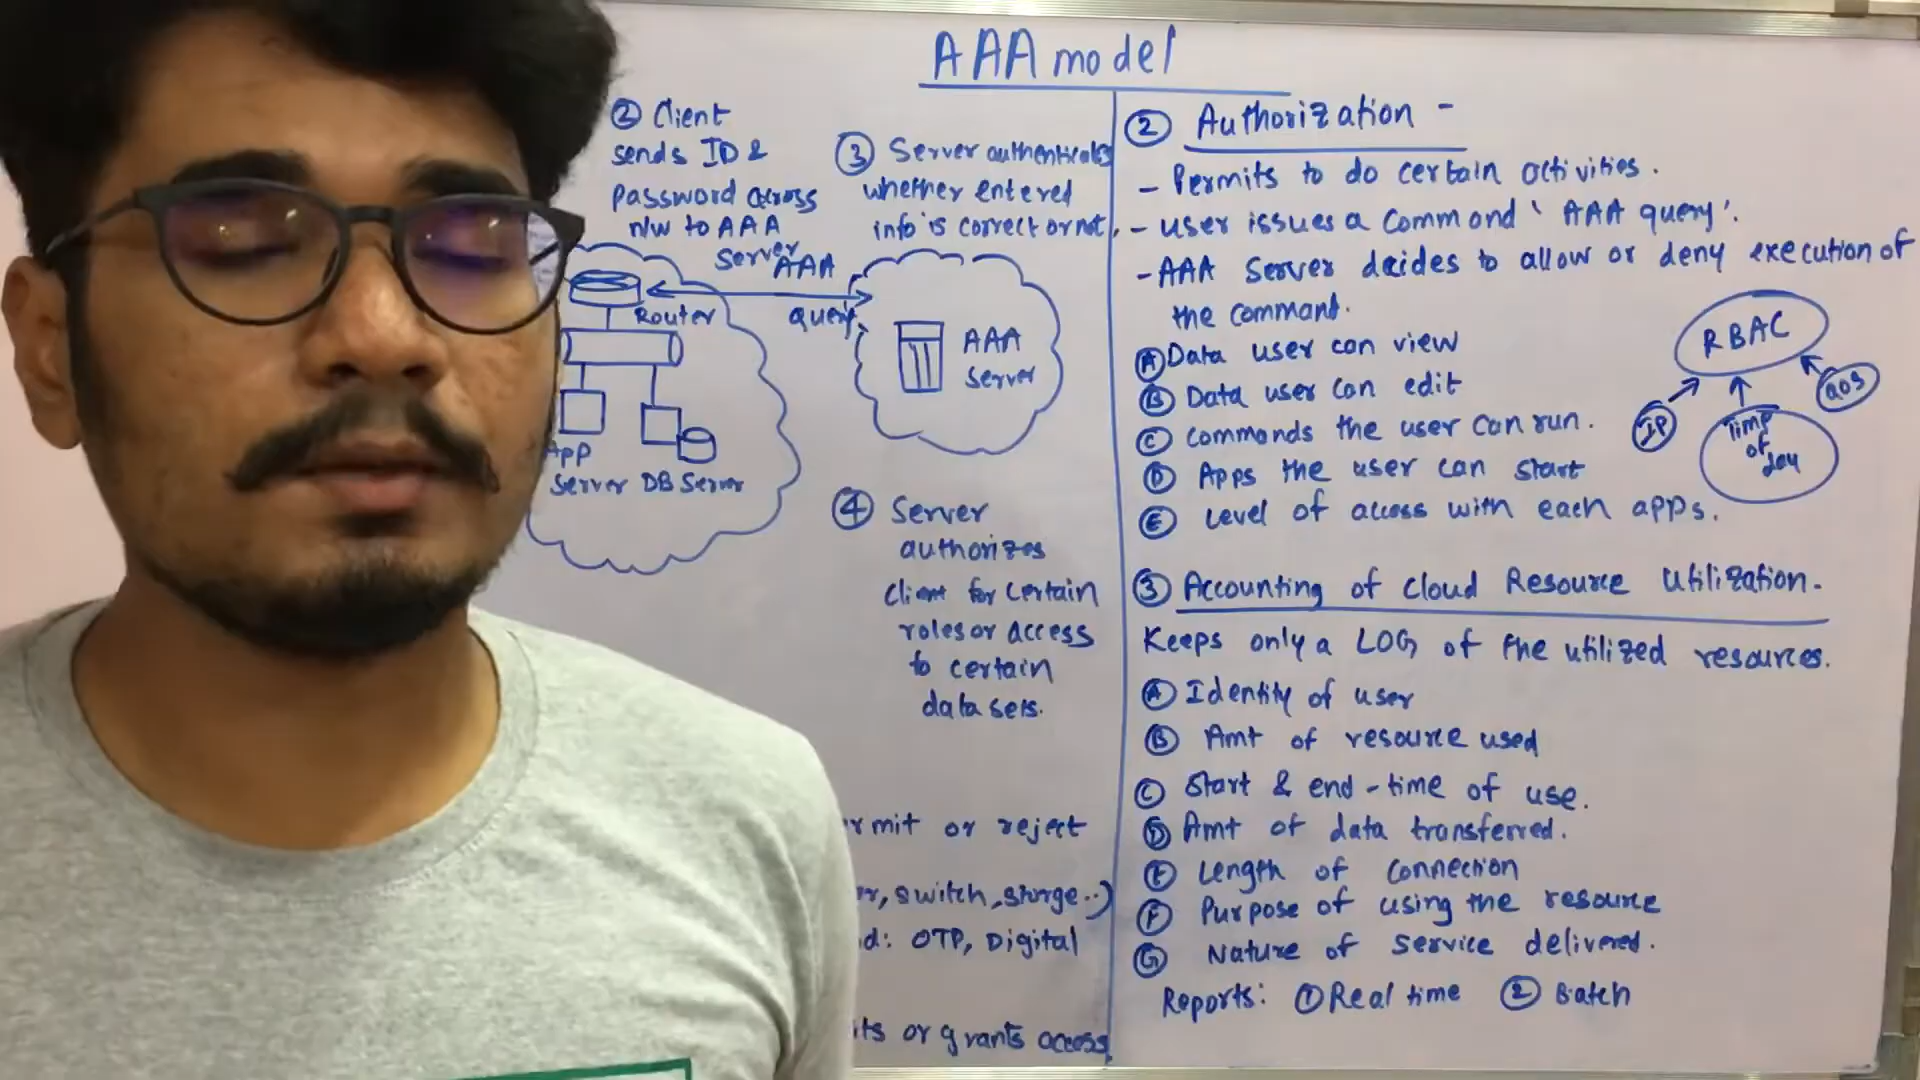 AAA model
② Client
sends ID &
password across
n/w to AAA
Server
③ Server authenticates
whether entered
info is correct or not.
AAA
query
Router
AAA
Server
App
Server
DB Server
④ Server
authorizes
client for certain
roles or access
to certain
data sets.
rmit or reject
switch, storge..)
d: OTP, Digital
its or grants access
② Authorization -
- Permits to do certain activities.
- User issues a command 'AAA query'.
- AAA Server decides to allow or deny execution of
the command.
Ⓐ Data user can view
Ⓑ Data user can edit
Ⓒ Commands the user can run.
Ⓓ Apps the user can start
Ⓔ Level of access with each apps.
RBAC
IP
Time
of
day
QOS
③ Accounting of Cloud Resource Utilization.
Keeps only a LOG of the utilized resources.
Ⓐ Identity of user
Ⓑ Amt of resource used
Ⓒ Start & end-time of use.
Ⓓ Amt of data transferred.
Ⓔ Length of connection
Ⓕ Purpose of using the resource
Ⓖ Nature of service delivered.
Reports: ① Real time ② Batch